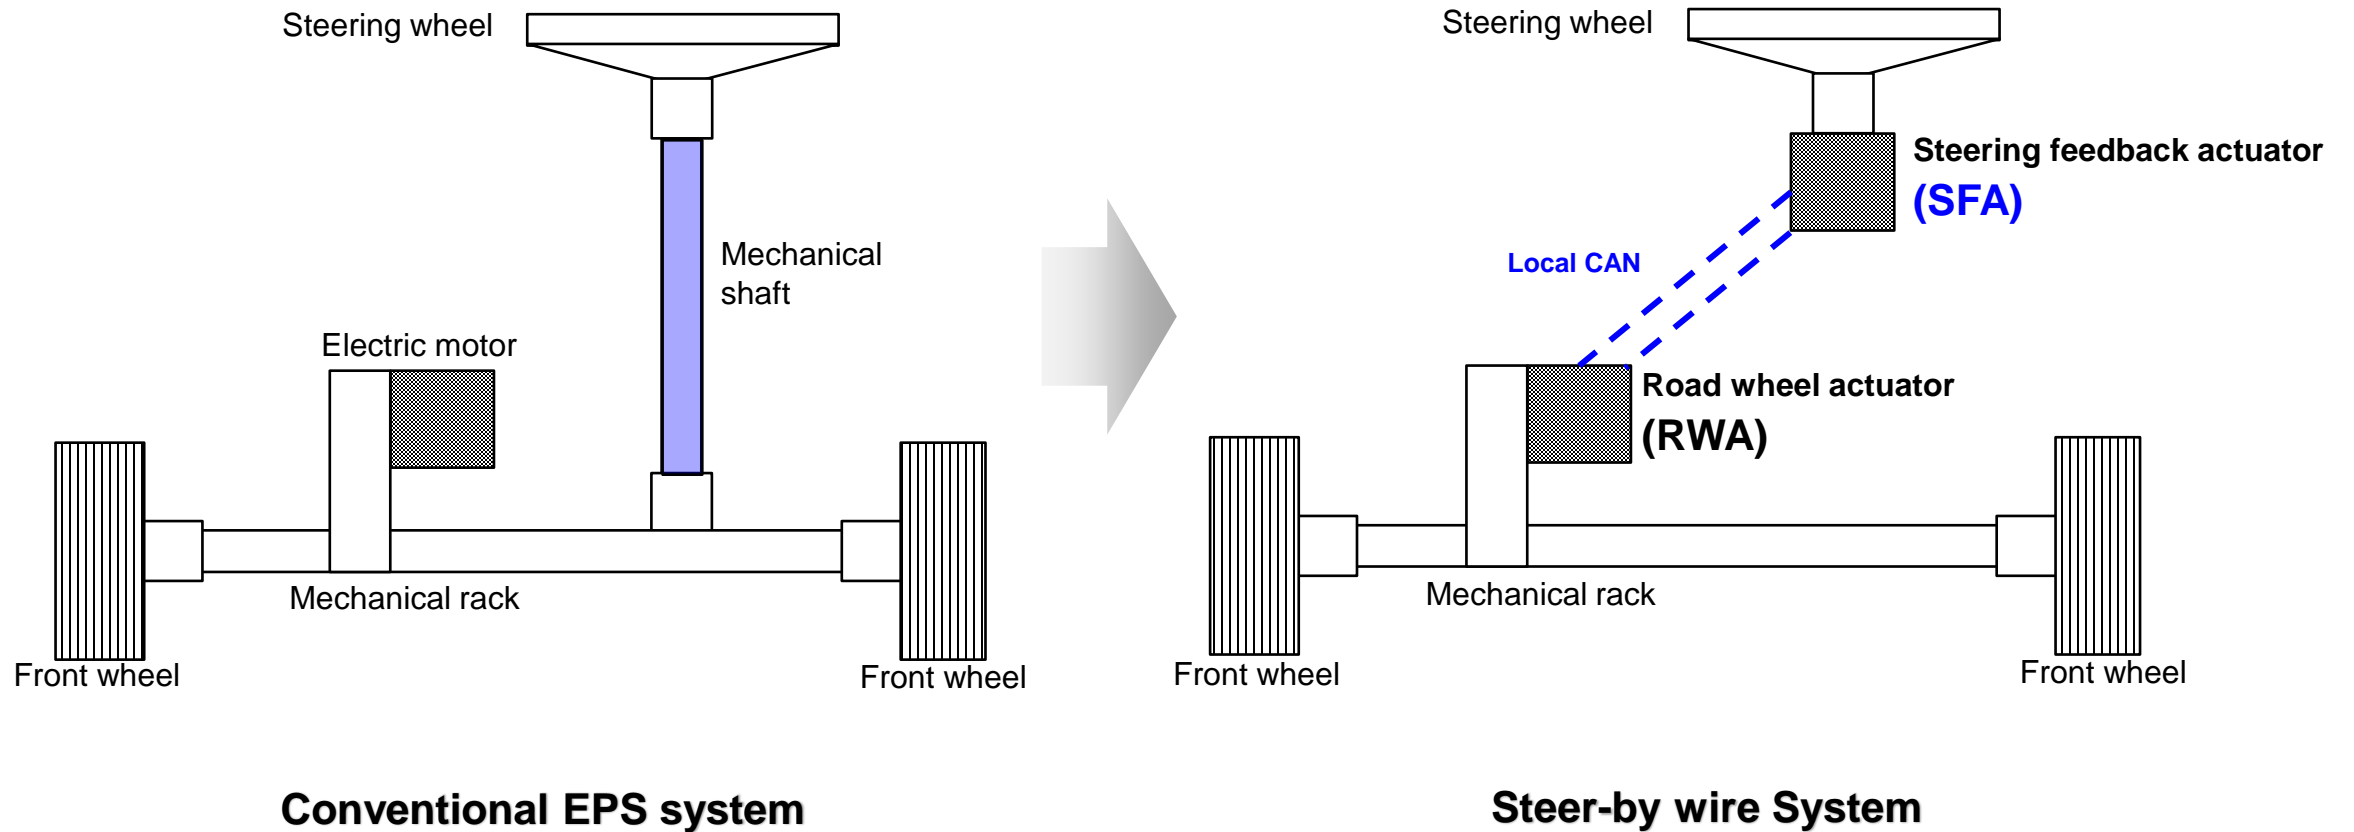 Steering wheel
Mechanical
shaft
Electric motor
Mechanical rack
Front wheel
Front wheel
Conventional EPS system
Steering wheel
Steering feedback actuator
(SFA)
Local CAN
Road wheel actuator
(RWA)
Mechanical rack
Front wheel
Front wheel
Steer-by wire System